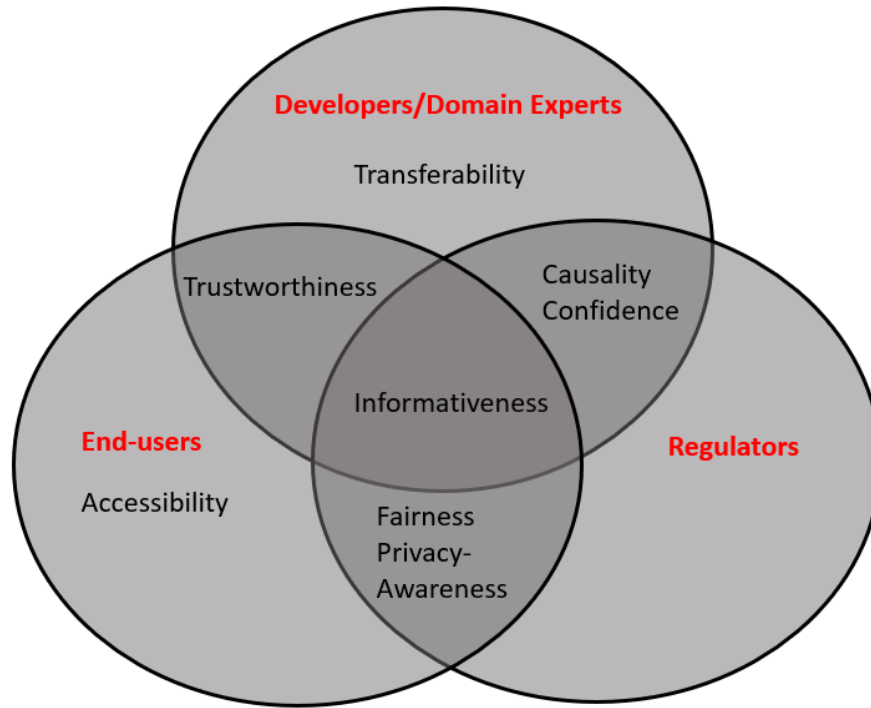 Developers/Domain Experts
Transferability
Trustworthiness
Causality
Confidence
Informativeness
End-users
Accessibility
Regulators
Fairness
Privacy-
Awareness